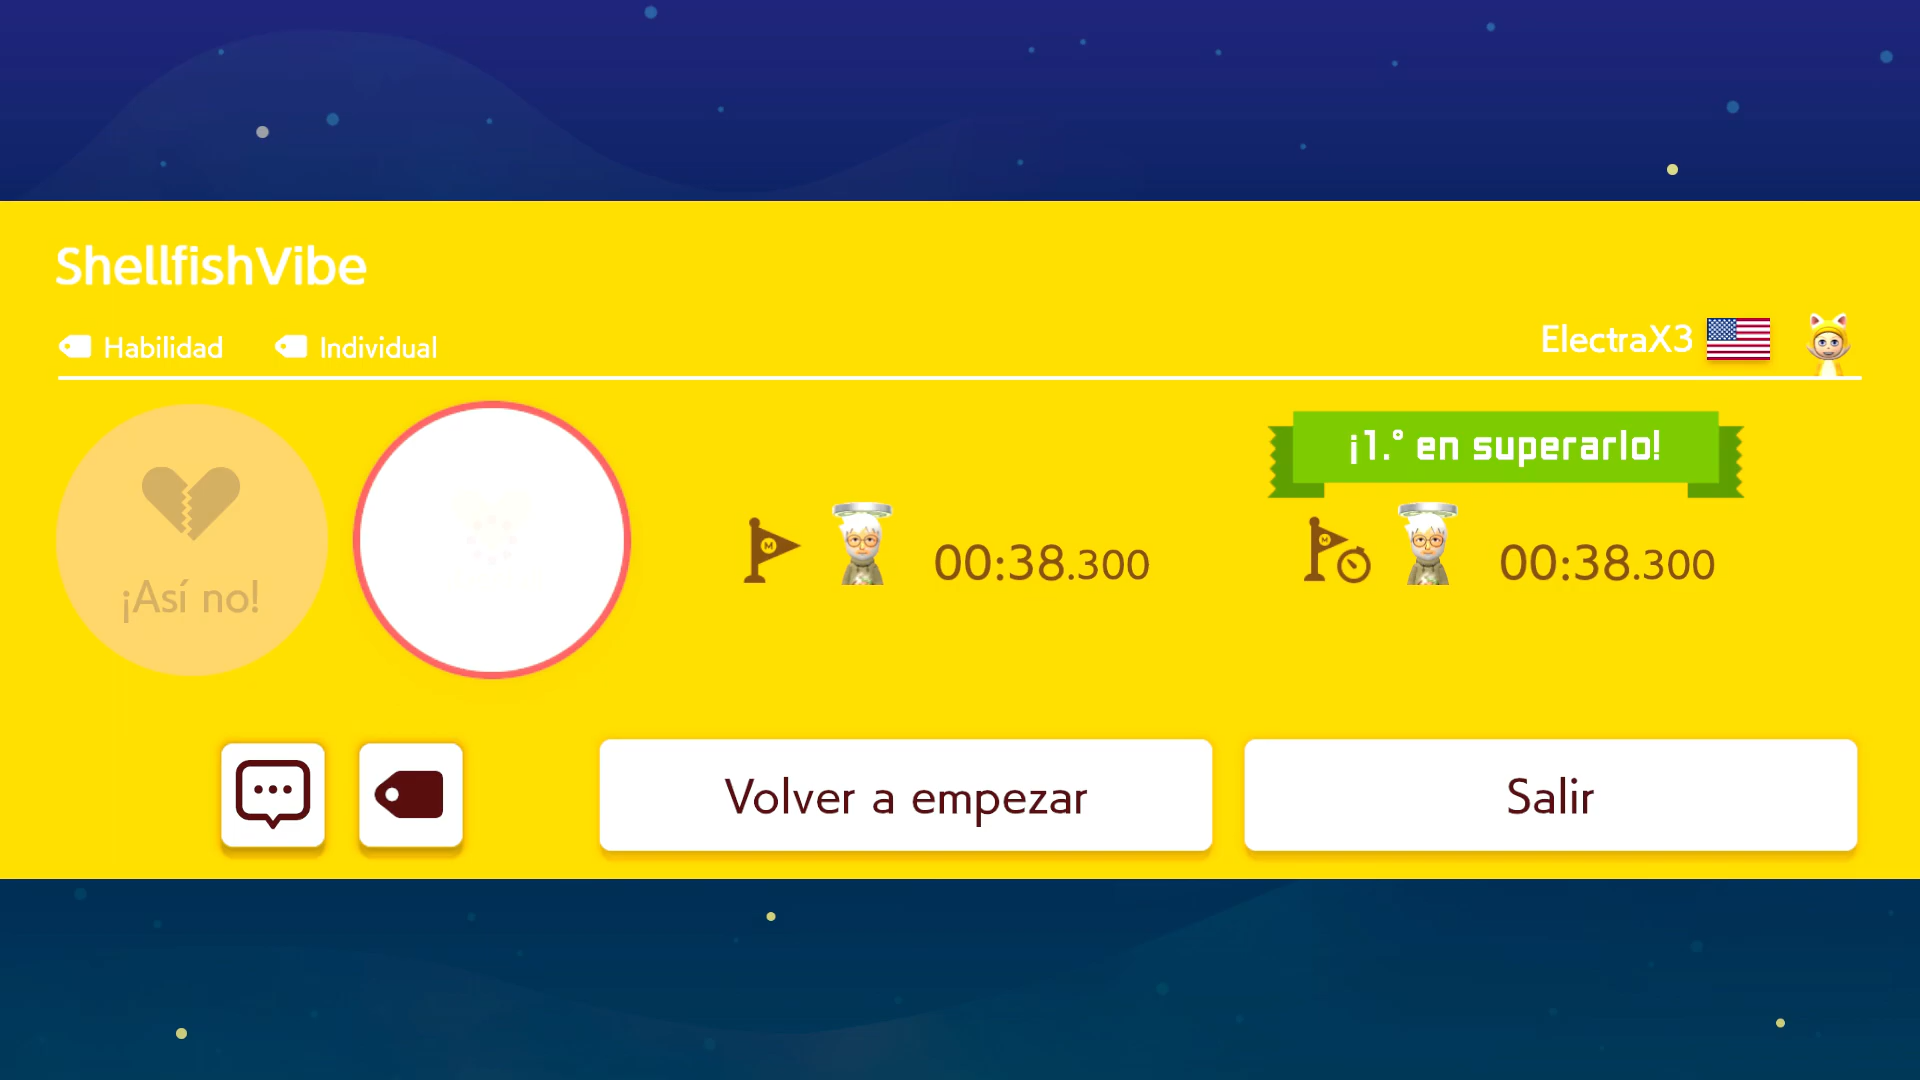 ShellfishVibe
Habilidad Individual
ElectraX3
¡Así no!
¡1.° en superarlo!
00:38.300
00:38.300
Volver a empezar
Salir